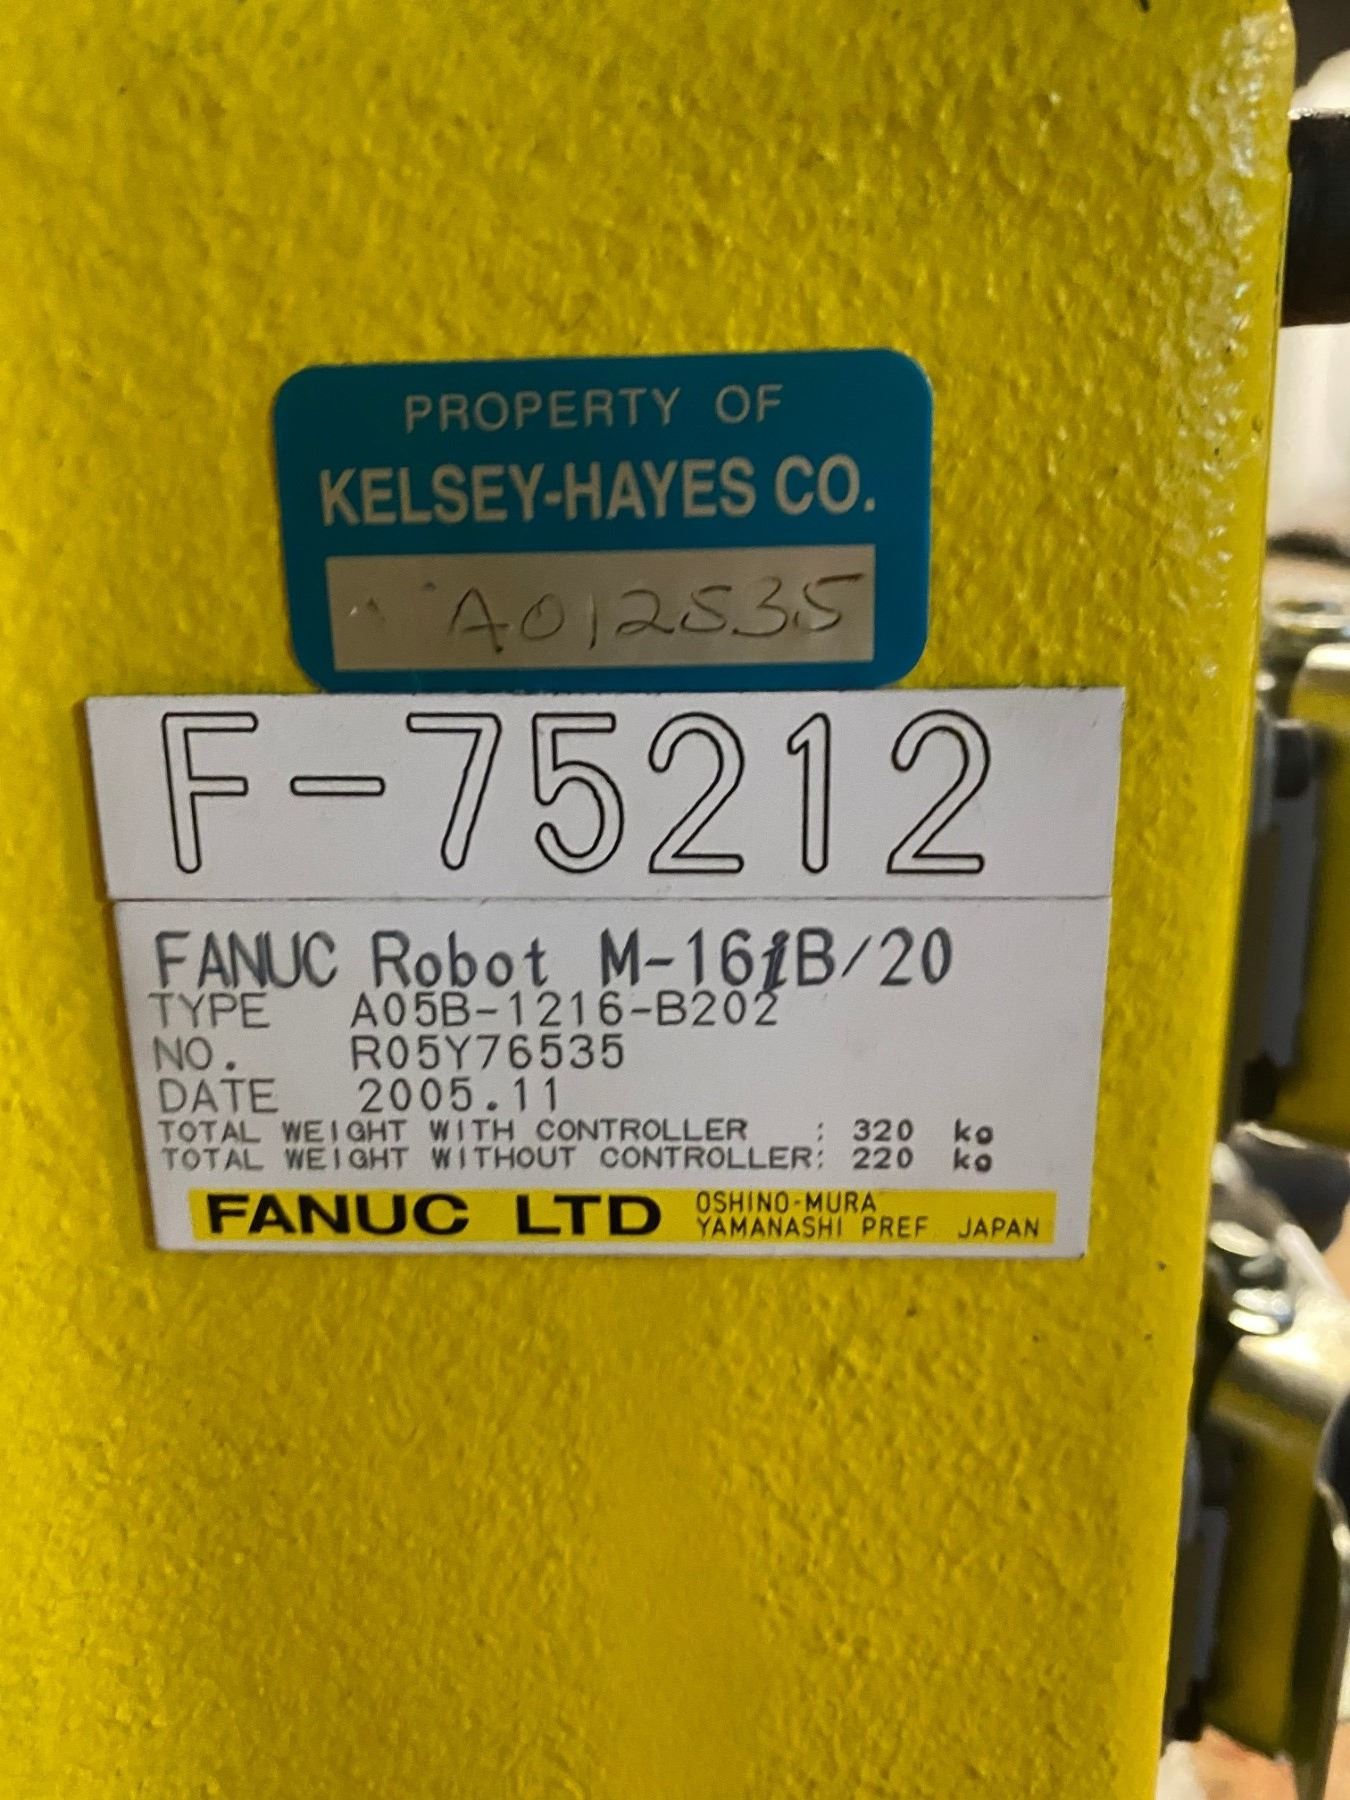 PROPERTY OF
KELSEY-HAYES CO.
A012535
F-75212
FANUC Robot M-16iB/20
TYPE A05B-1216-B202
NO. R05Y76535
DATE 2005.11
TOTAL WEIGHT WITH CONTROLLER : 320 kg
TOTAL WEIGHT WITHOUT CONTROLLER: 220 kg
FANUC LTD OSHINO-MURA
YAMANASHI PREF JAPAN